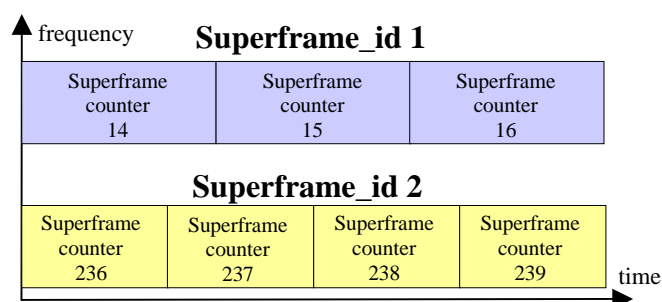 frequency
Superframe_id 1
Superframe
counter
14
Superframe
counter
15
Superframe
counter
16
Superframe_id 2
Superframe
counter
236
Superframe
counter
237
Superframe
counter
238
Superframe
counter
239
time